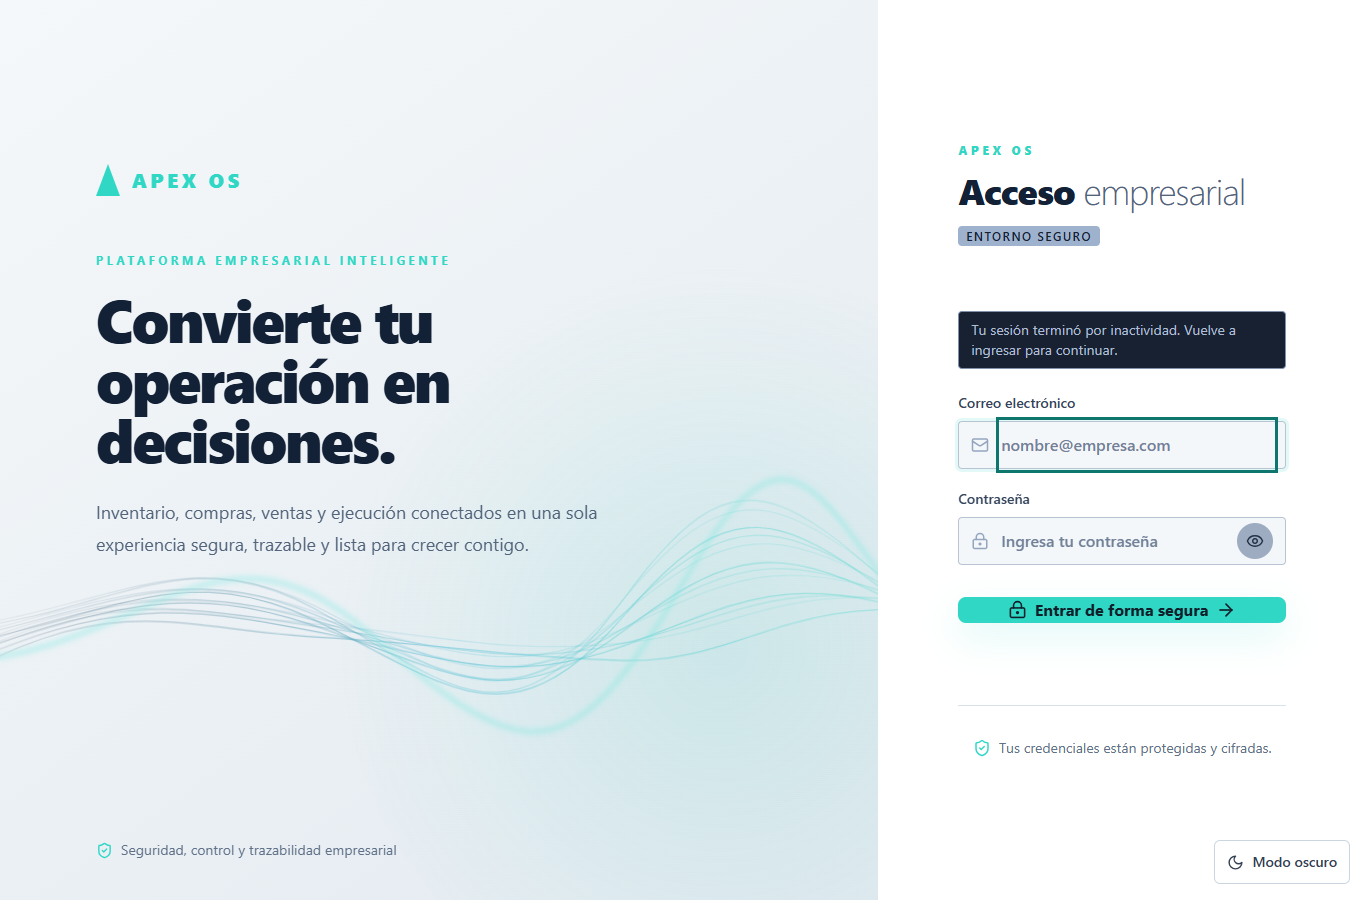 APEX OS
PLATAFORMA EMPRESARIAL INTELIGENTE
Convierte tu
operación en
decisiones.
Inventario, compras, ventas y ejecución conectados en una sola
experiencia segura, trazable y lista para crecer contigo.
Seguridad, control y trazabilidad empresarial
APEX OS
Acceso empresarial
ENTORNO SEGURO
Tu sesión terminó por inactividad. Vuelve a
ingresar para continuar.
Correo electrónico
nombre@empresa.com
Contraseña
Ingresa tu contraseña
Entrar de forma segura
Tus credenciales están protegidas y cifradas.
Modo oscuro